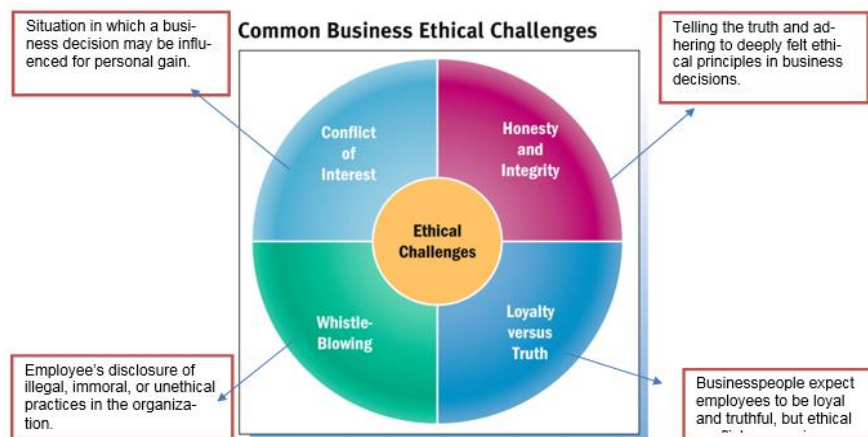 Situation in which a busi-
ness decision may be influ-
enced for personal gain.
Common Business Ethical Challenges
Telling the truth and ad-
hering to deeply felt ethi-
cal principles in business
decisions.
Conflict
of
Interest
Honesty
and
Integrity
Ethical
Challenges
Whistle-
Blowing
Loyalty
versus
Truth
Employee's disclosure of
illegal, immoral, or unethical
practices in the organiza-
tion.
Businesspeople expect
employees to be loyal
and truthful, but ethical